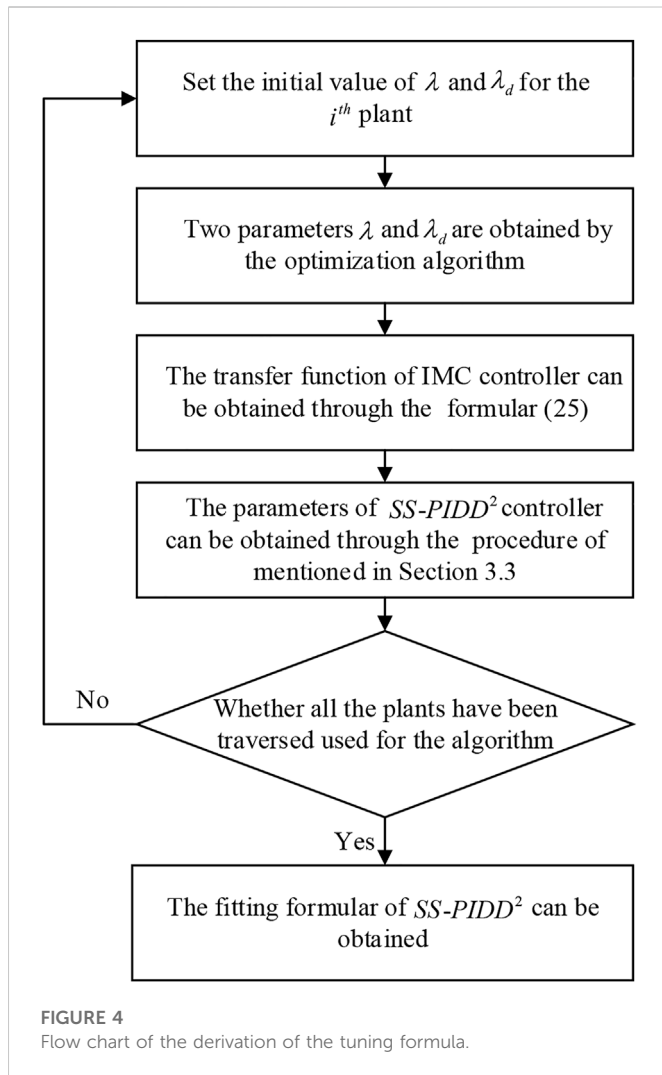 Set the initial value of λ and λd for the
i^th plant
Two parameters λ and λd are obtained by
the optimization algorithm
The transfer function of IMC controller can
be obtained through the formular (25)
The parameters of SS-PIDD² controller
can be obtained through the procedure of
mentioned in Section 3.3
No
Whether all the plants have been
traversed used for the algorithm
Yes
The fitting formular of SS-PIDD² can be
obtained
FIGURE 4
Flow chart of the derivation of the tuning formula.